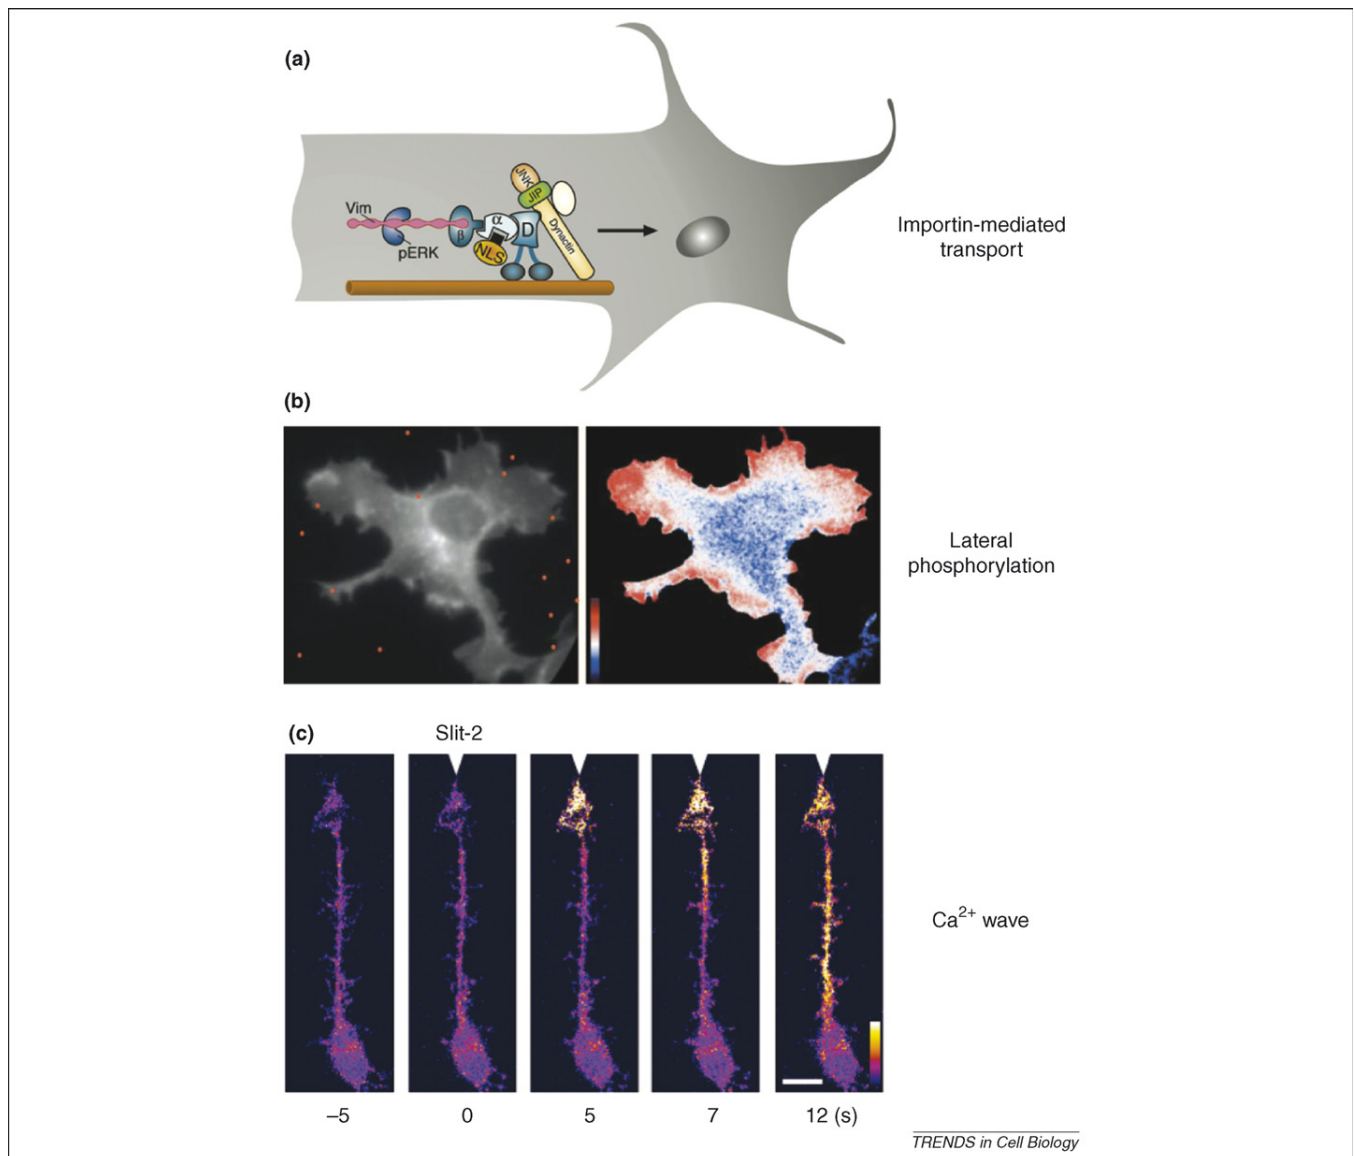 (a)
JNK
JIP
Vim
α
β
D
Dynactin
pERK
NLS
Importin-mediated
transport
(b)
Lateral
phosphorylation
(c)
Slit-2
Ca2+ wave
–5
0
5
7
12 (s)
TRENDS in Cell Biology